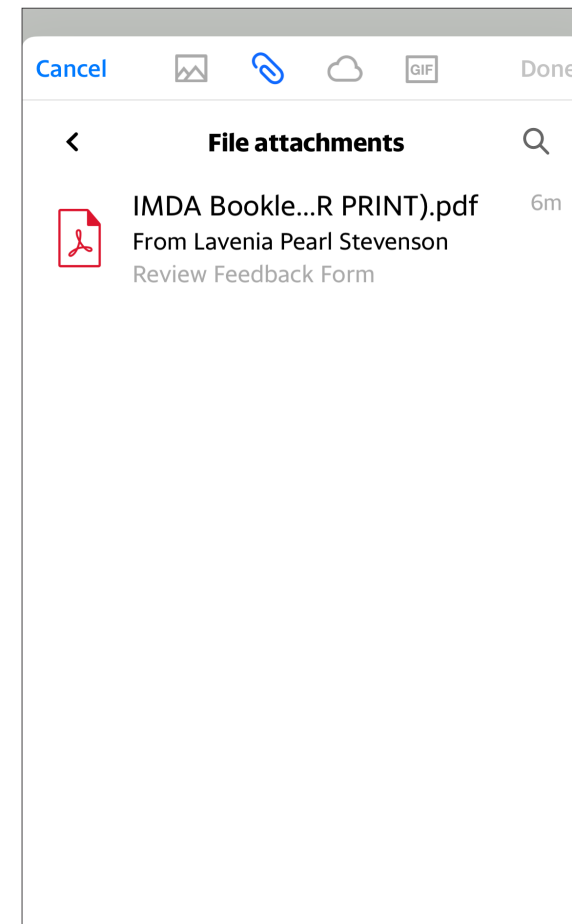 Cancel GIF Done
File attachments
IMDA Bookle...R PRINT).pdf 6m
From Lavenia Pearl Stevenson
Review Feedback Form